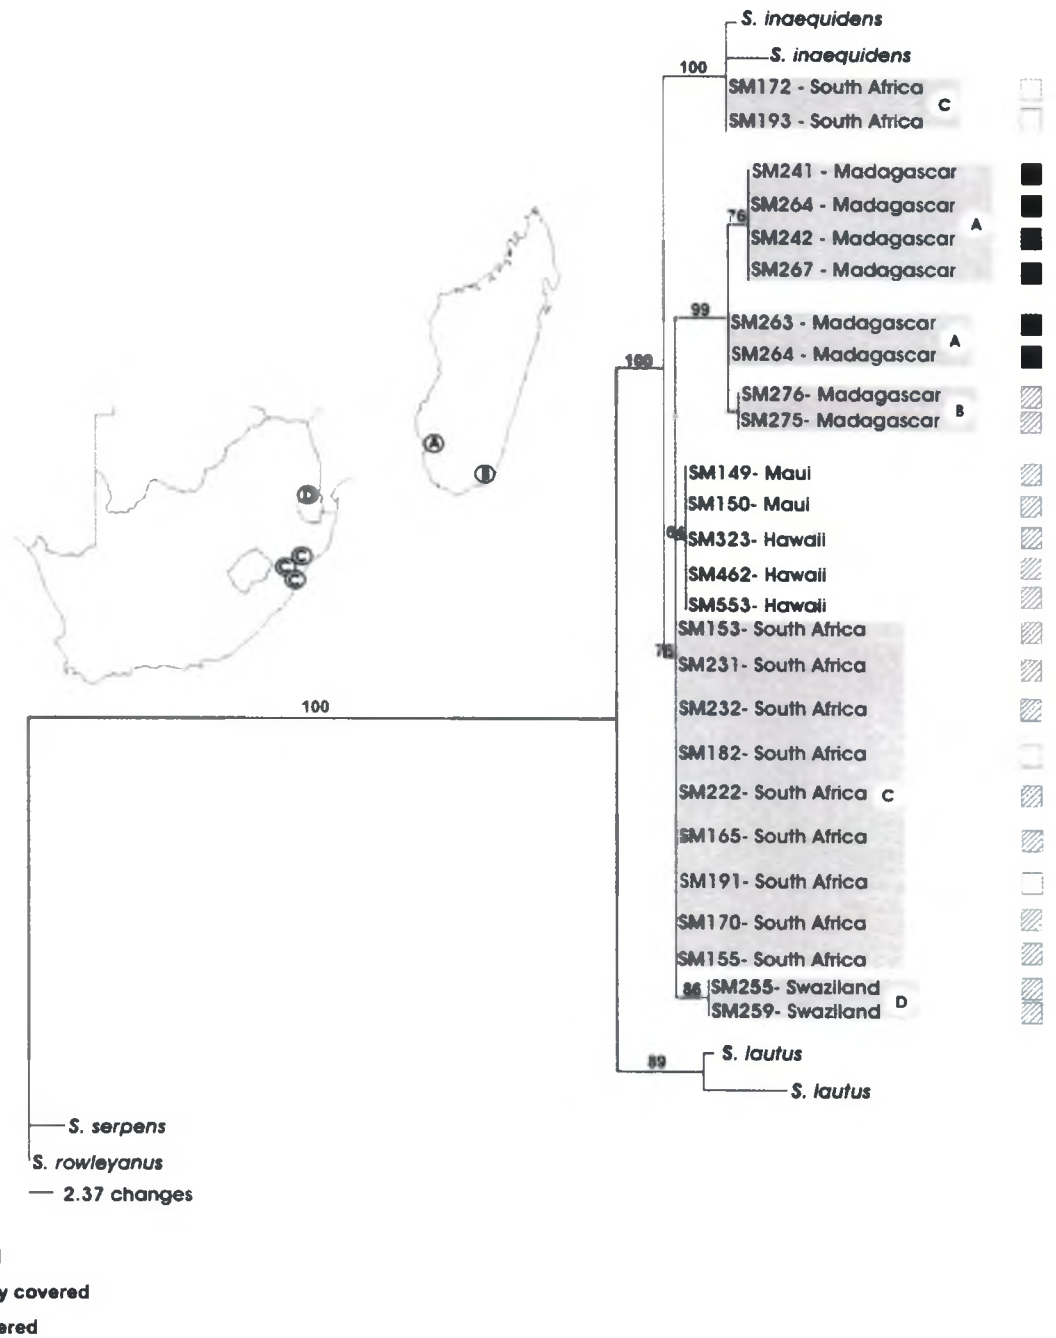 S. inaequidens
S. inaequidens
100
SM172 - South Africa
C
SM193 - South Africa
SM241 - Madagascar
SM264 - Madagascar
76
A
SM242 - Madagascar
SM267 - Madagascar
99
SM263 - Madagascar
A
SM264 - Madagascar
100
SM276- Madagascar
B
SM275- Madagascar
A
B
SM149- Maui
D
SM150- Maui
SM323- Hawaii
C
C
C
SM462- Hawaii
SM553- Hawaii
SM153- South Africa
SM231- South Africa
SM232- South Africa
100
SM182- South Africa
SM222- South Africa
C
SM165- South Africa
SM191- South Africa
SM170- South Africa
SM155- South Africa
86
SM255- Swaziland
D
SM259- Swaziland
S. lautus
89
S. lautus
S. serpens
S. rowleyanus
2.37 changes
y covered
ered